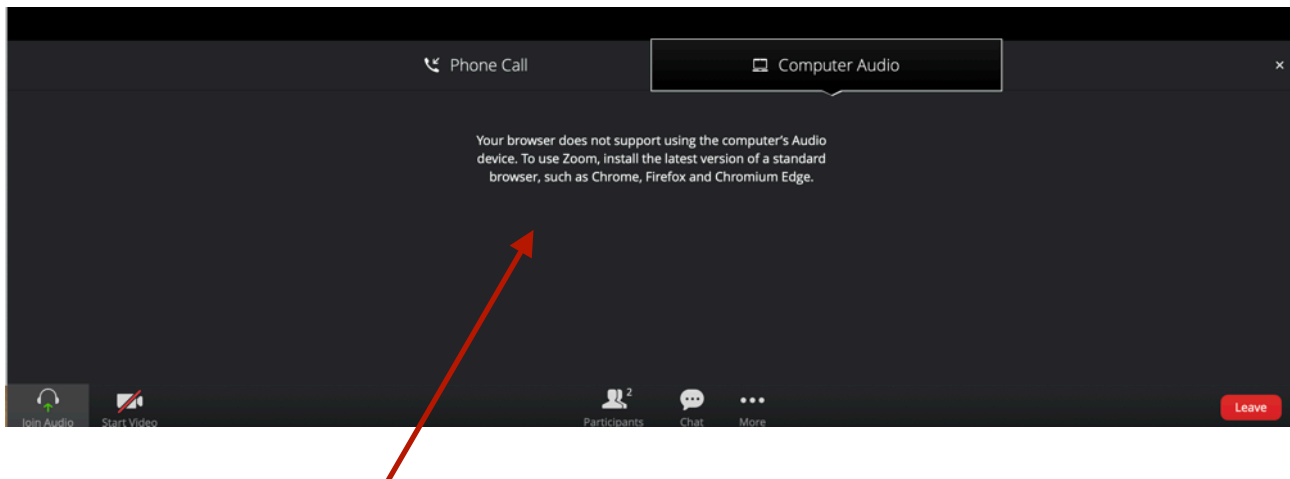 Phone Call
Computer Audio
Your browser does not support using the computer's Audio
device. To use Zoom, install the latest version of a standard
browser, such as Chrome, Firefox and Chromium Edge.
2
Join Audio
Start Video
Participants
Chat
More
Leave